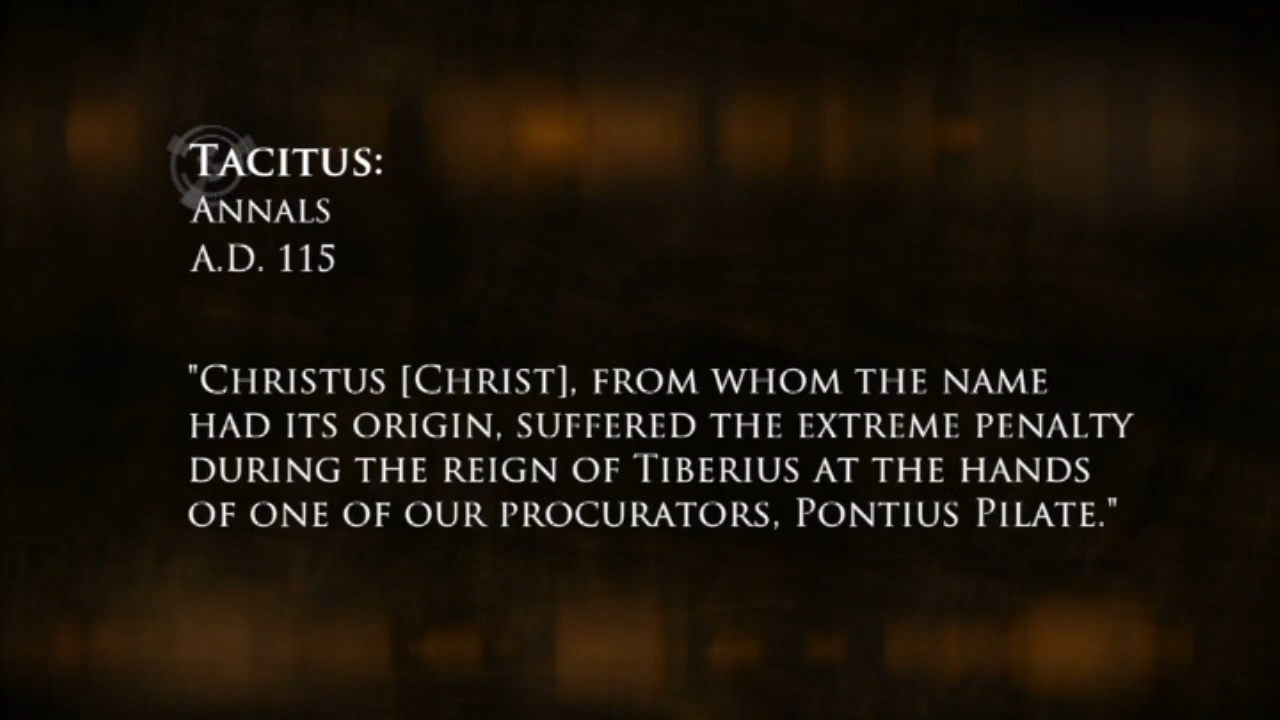 TACITUS:
ANNALS
A.D. 115
"CHRISTUS [CHRIST], FROM WHOM THE NAME
HAD ITS ORIGIN, SUFFERED THE EXTREME PENALTY
DURING THE REIGN OF TIBERIUS AT THE HANDS
OF ONE OF OUR PROCURATORS, PONTIUS PILATE."